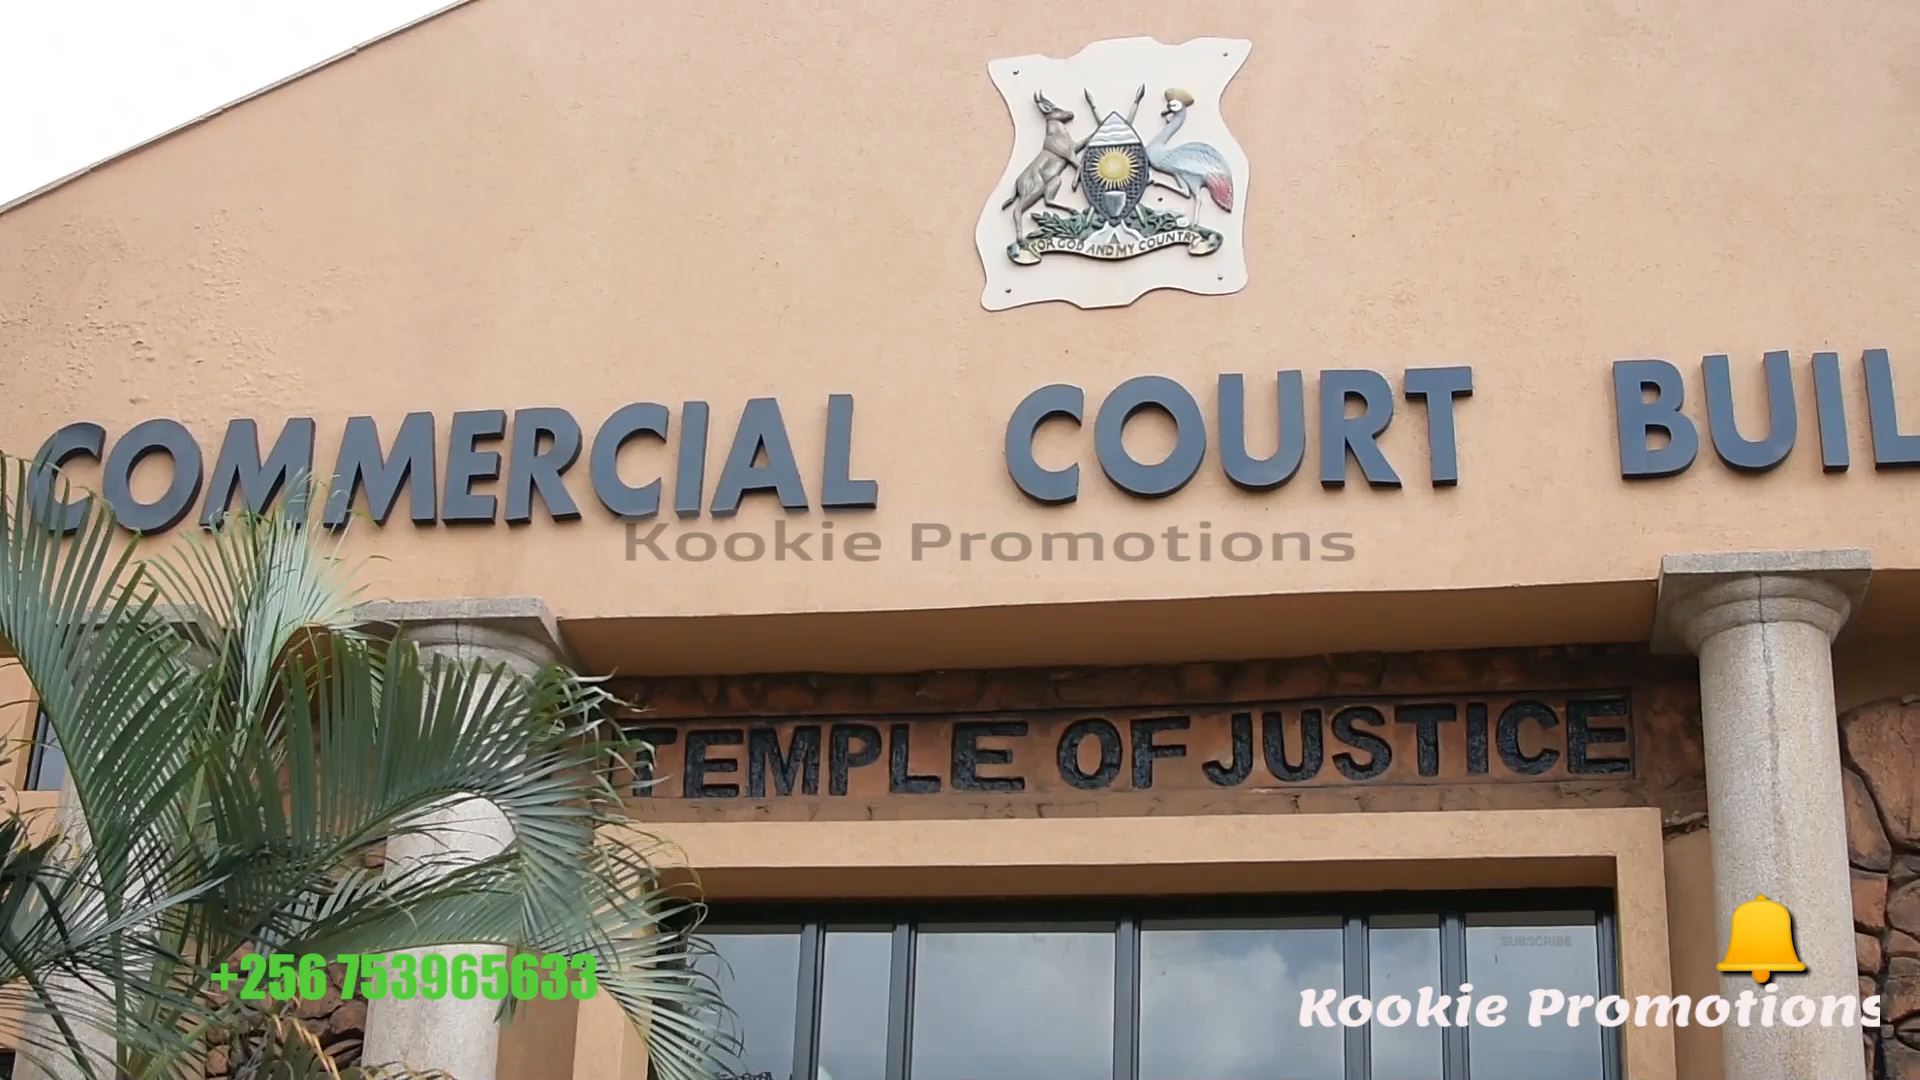 FOR GOD AND MY COUNTRY
COMMERCIAL COURT BUIL
Kookie Promotions
TEMPLE OF JUSTICE
SUBSCRIBE
+256 753965633
Kookie Promotions